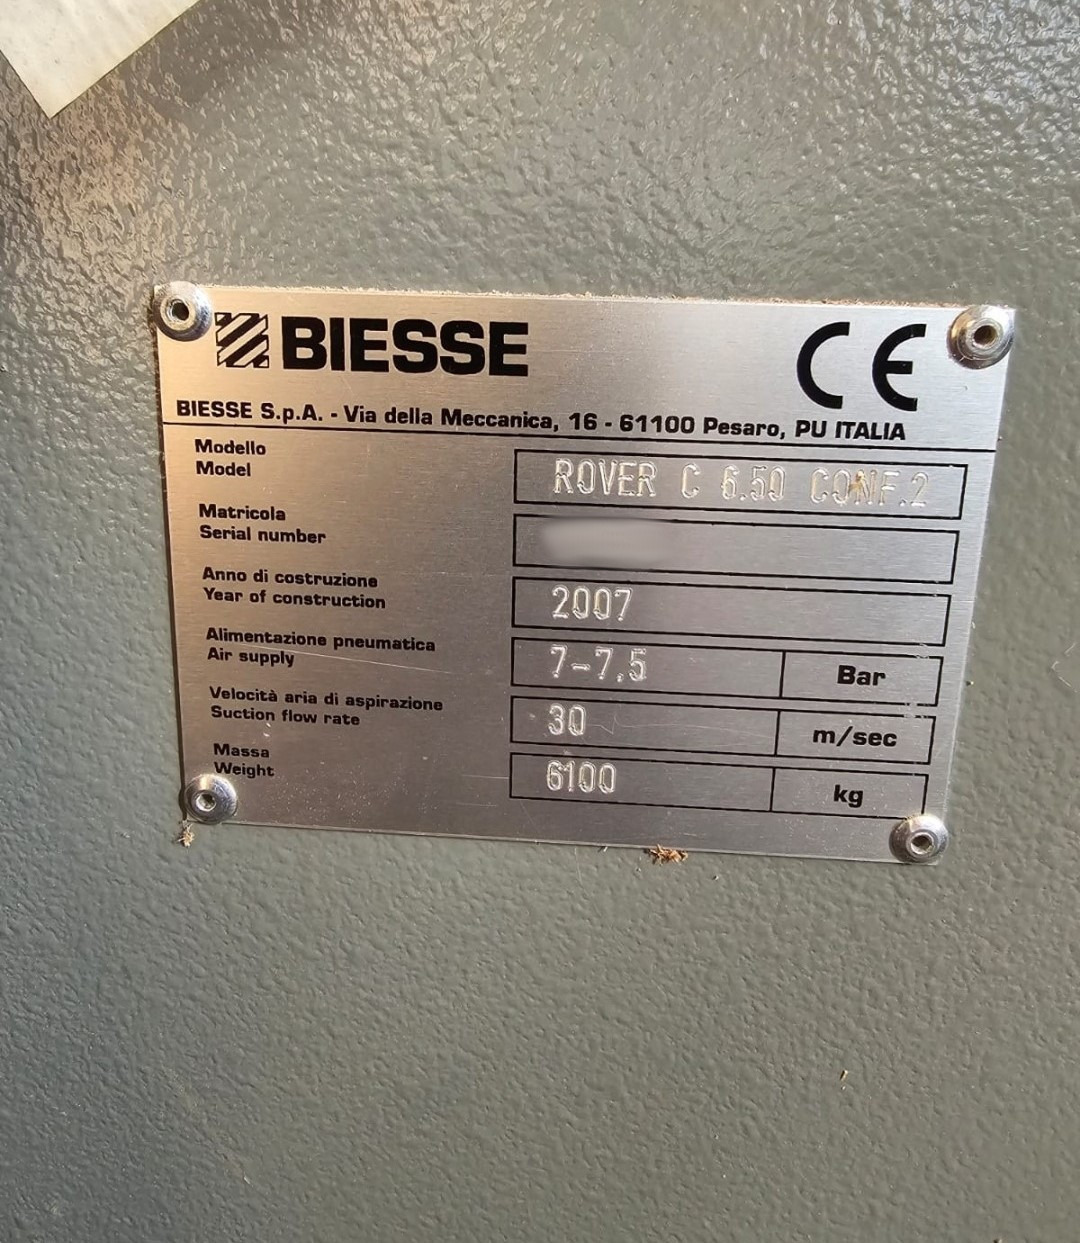 BIESSE CE
BIESSE S.p.A. - Via della Meccanica, 16 - 61100 Pesaro, PU ITALIA
Modello
Model ROVER C 6.50 CONF.2
Matricola
Serial number
Anno di costruzione
Year of construction 2007
Alimentazione pneumatica
Air supply 7-7,5 Bar
Velocità aria di aspirazione
Suction flow rate 30 m/sec
Massa
Weight 6100 kg